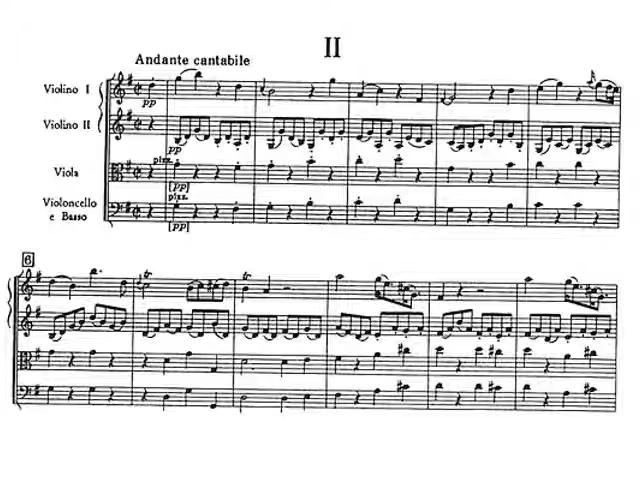 II
Andante cantabile
Violino I
pp
Violino II
pp
pizz.
Viola
[pp]
pizz.
Violoncello
e Basso
[pp]
6
tr
tr